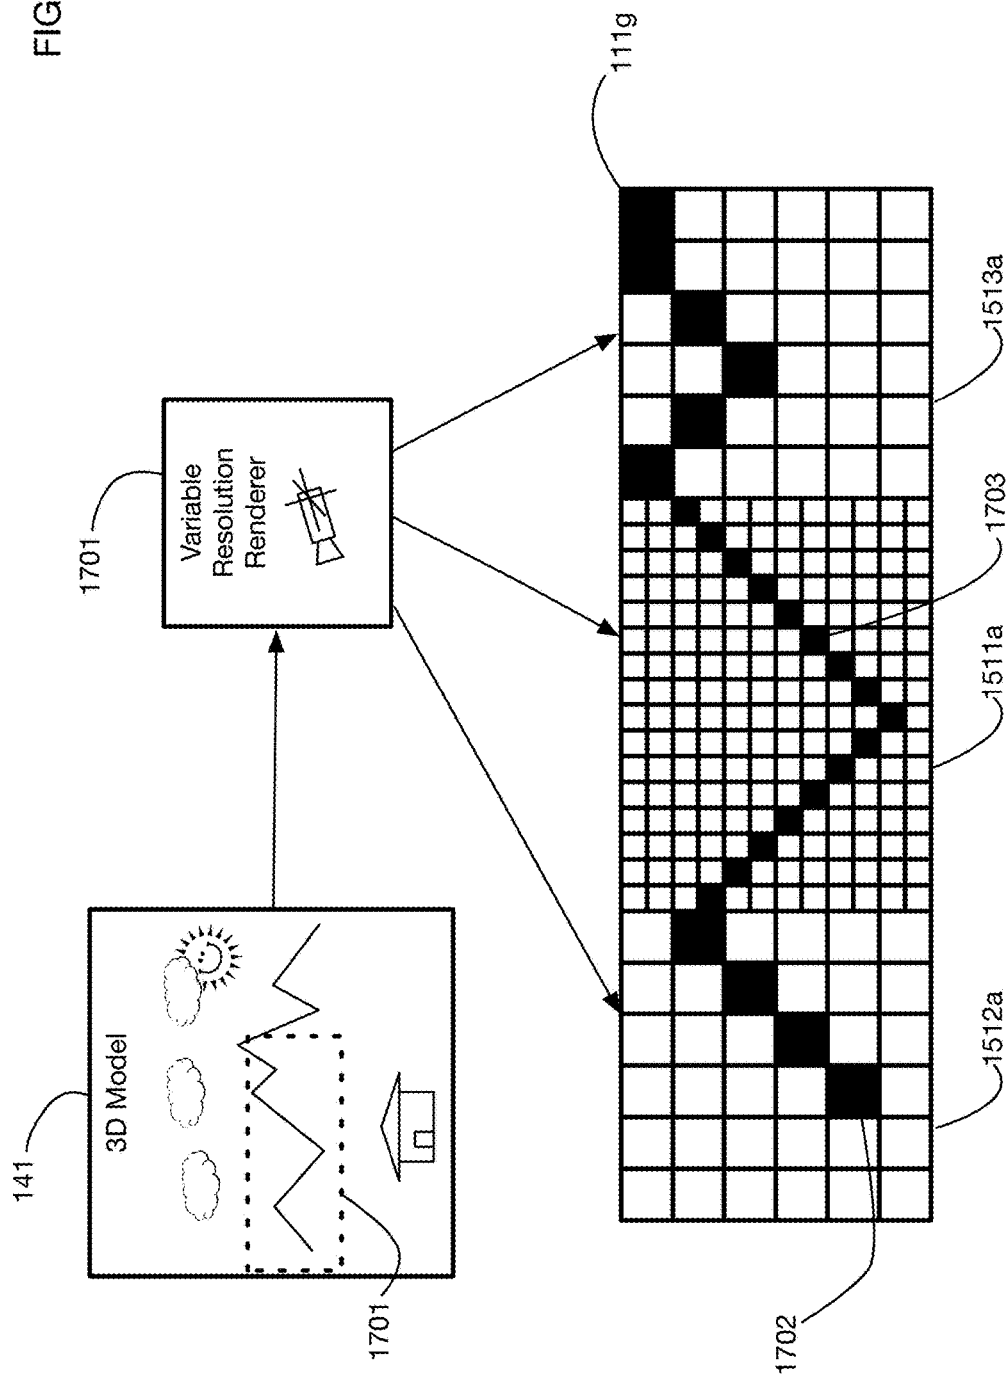 FIG
141
3D Model
1701
1701
Variable
Resolution
Renderer
111g
1702
1512a
1511a
1703
1513a